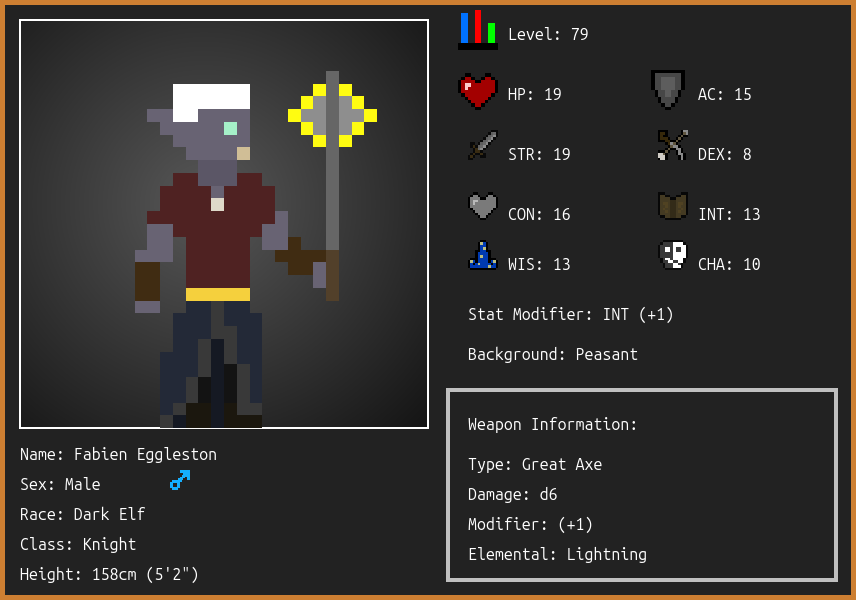 Level: 79
HP: 19
AC: 15
STR: 19
DEX: 8
CON: 16
INT: 13
WIS: 13
CHA: 10
Stat Modifier: INT (+1)
Background: Peasant
Weapon Information:
Type: Great Axe
Damage: d6
Modifier: (+1)
Elemental: Lightning
Name: Fabien Eggleston
Sex: Male
Race: Dark Elf
Class: Knight
Height: 158cm (5'2")